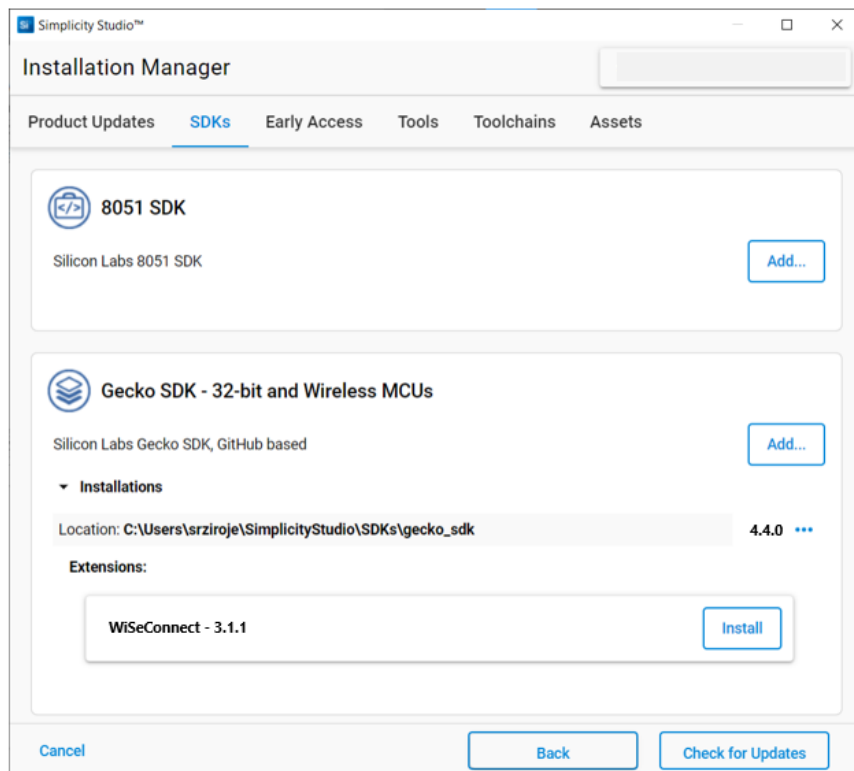 Si Simplicity Studio™
Installation Manager
Product Updates SDKs Early Access Tools Toolchains Assets
</> 8051 SDK
Silicon Labs 8051 SDK Add...
Gecko SDK - 32-bit and Wireless MCUs
Silicon Labs Gecko SDK, GitHub based Add...
Installations
Location: C:\Users\srziroje\SimplicityStudio\SDKs\gecko_sdk 4.4.0
Extensions:
WiSeConnect - 3.1.1 Install
Cancel Back Check for Updates